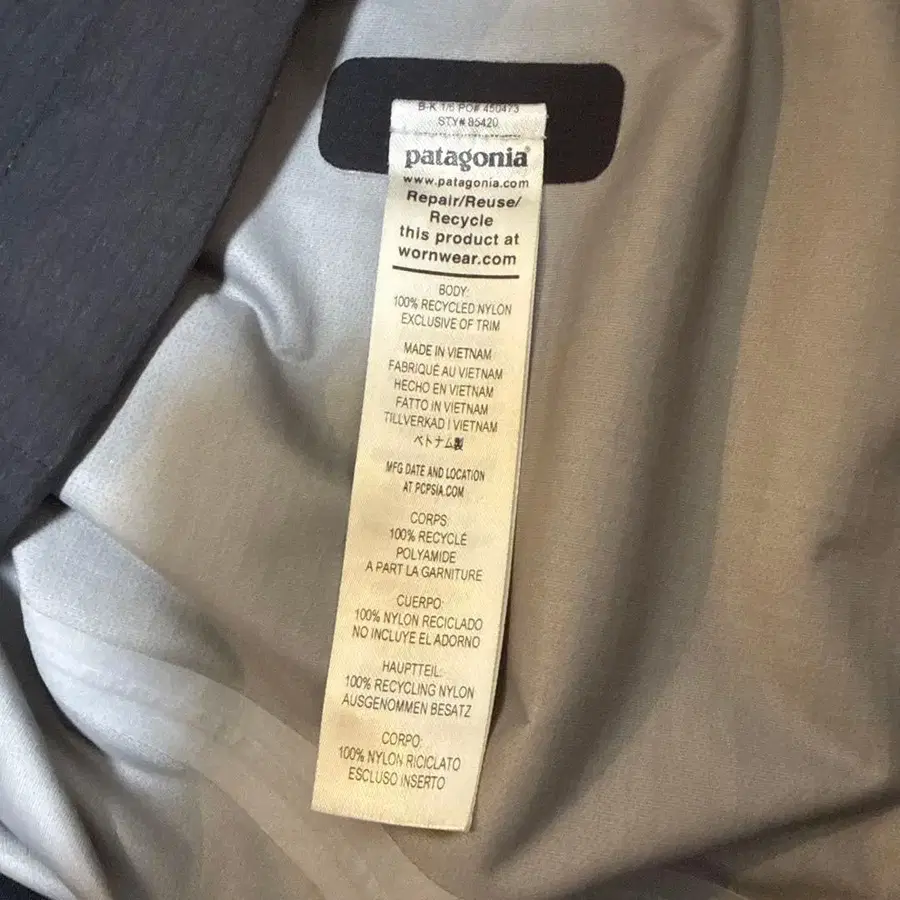 B-K 1/6 PO# 450473
STY# 85420
patagonia®
www.patagonia.com
Repair/Reuse/
Recycle
this product at
wornwear.com
BODY:
100% RECYCLED NYLON
EXCLUSIVE OF TRIM
MADE IN VIETNAM
FABRIQUÉ AU VIETNAM
HECHO EN VIETNAM
FATTO IN VIETNAM
TILLVERKAD I VIETNAM
ベトナム製
MFG DATE AND LOCATION
AT PCPSIA.COM
CORPS:
100% RECYCLÉ
POLYAMIDE
A PART LA GARNITURE
CUERPO:
100% NYLON RECICLADO
NO INCLUYE EL ADORNO
HAUPTTEIL:
100% RECYCLING NYLON
AUSGENOMMEN BESATZ
CORPO:
100% NYLON RICICLATO
ESCLUSO INSERTO